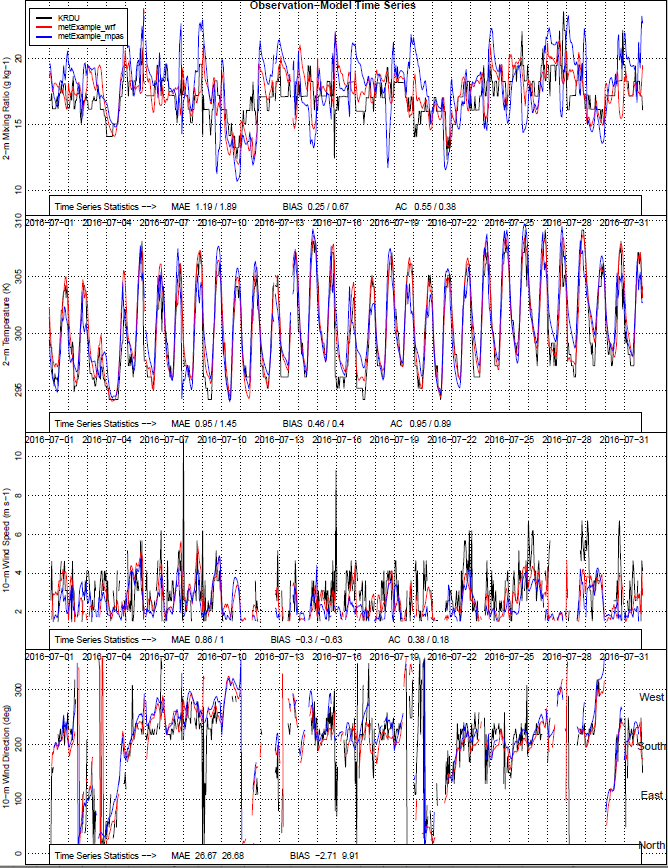 Observation−Model Time Series
KRDU
metExample_wrf
metExample_mpas
2−m Mixing Ratio (g kg−1)
20
15
10
Time Series Statistics −−> MAE 1.19 / 1.89 BIAS 0.25 / 0.67 AC 0.55 / 0.38
2016−07−01 2016−07−04 2016−07−07 2016−07−10 2016−07−13 2016−07−16 2016−07−19 2016−07−22 2016−07−25 2016−07−28 2016−07−31
2−m Temperature (K)
310
305
300
295
Time Series Statistics −−> MAE 0.95 / 1.45 BIAS 0.46 / 0.4 AC 0.95 / 0.89
2016−07−01 2016−07−04 2016−07−07 2016−07−10 2016−07−13 2016−07−16 2016−07−19 2016−07−22 2016−07−25 2016−07−28 2016−07−31
10−m Wind Speed (m s−1)
10
8
6
4
2
Time Series Statistics −−> MAE 0.86 / 1 BIAS −0.3 / −0.63 AC 0.38 / 0.18
2016−07−01 2016−07−04 2016−07−07 2016−07−10 2016−07−13 2016−07−16 2016−07−19 2016−07−22 2016−07−25 2016−07−28 2016−07−31
10−m Wind Direction (deg)
300
200
100
0
West
South
East
North
Time Series Statistics −−> MAE 26.67 26.68 BIAS −2.71 9.91